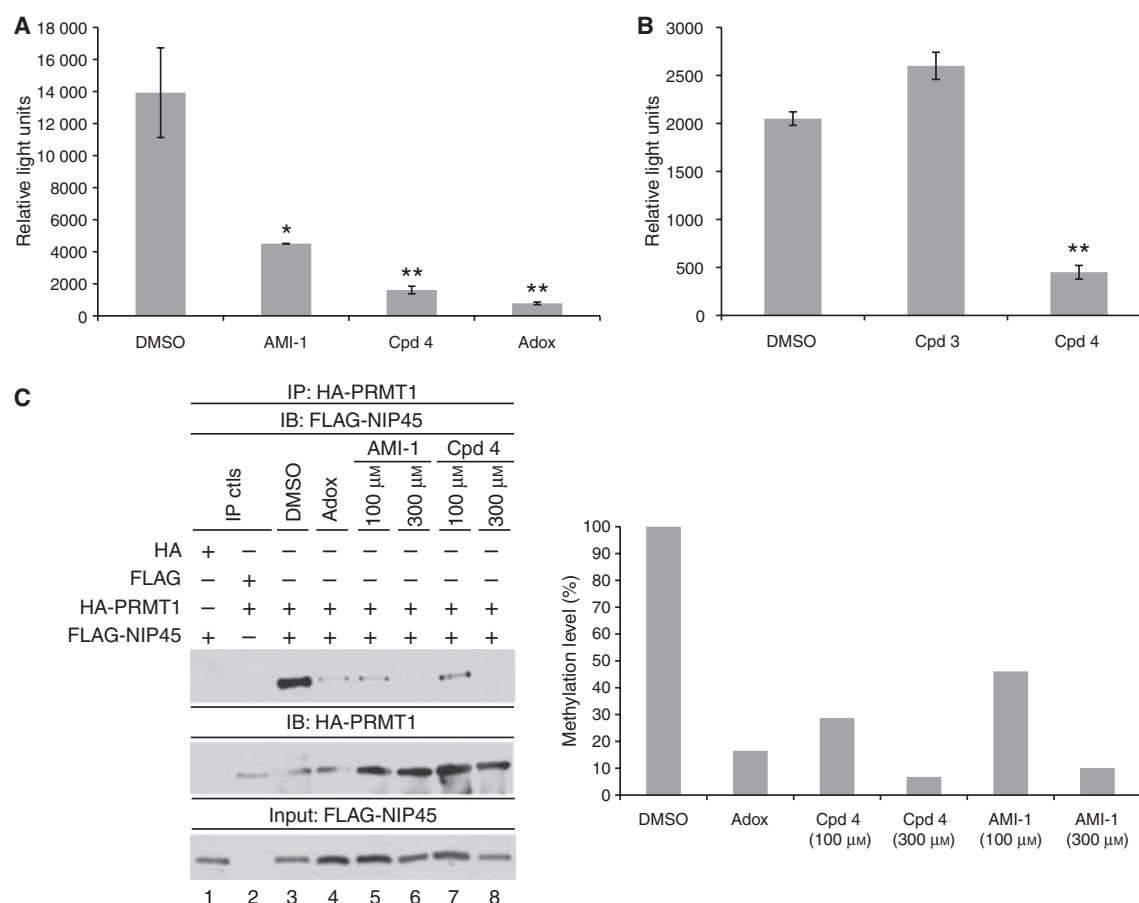 A
18 000
16 000
14 000
12 000
10 000
8000
6000
4000
2000
0
Relative light units
*
**
**
DMSO AMI-1 Cpd 4 Adox
B
3000
2500
2000
1500
1000
500
0
Relative light units
**
DMSO Cpd 3 Cpd 4
C
IP: HA-PRMT1
IB: FLAG-NIP45
AMI-1 Cpd 4
IP ctls DMSO Adox 100 μM 300 μM 100 μM 300 μM
HA + − − − − − − −
FLAG − + − − − − − −
HA-PRMT1 − + + + + + + +
FLAG-NIP45 + − + + + + + +
IB: HA-PRMT1
Input: FLAG-NIP45
1 2 3 4 5 6 7 8
100
90
80
70
60
50
40
30
20
10
0
Methylation level (%)
DMSO Adox Cpd 4 Cpd 4 AMI-1 AMI-1
(100 μM) (300 μM) (100 μM) (300 μM)